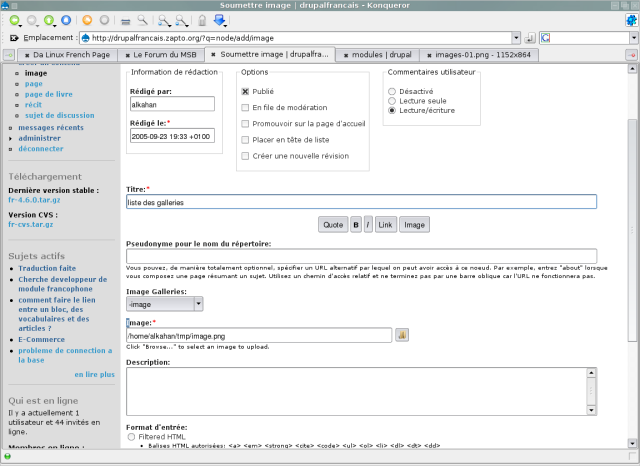 Soumettre image | drupalfrancais - Konqueror
Emplacement : http://drupalfrancais.zapto.org/?q=node/add/image
Da Linux French Page
Le Forum du MSB
Soumettre image | drupalfra...
modules | drupal
images-01.png - 1152x864
image
page
page de livre
récit
sujet de discussion
messages récents
administrer
déconnecter
Téléchargement
Dernière version stable :
fr-4.6.0.tar.gz
Version CVS :
fr-cvs.tar.gz
Sujets actifs
Traduction faite
Cherche developpeur de
module francophone
comment faire le lien
entre un bloc, des
vocabulaires et des
articles ?
E-Commerce
probleme de connection a
la base
en lire plus
Qui est en ligne
Il y a actuellement 1
utilisateur et 44 invités en
ligne.
Membres en ligne :
Information de rédaction
Rédigé par:
alkahan
Rédigé le:*
2005-09-23 19:33 +0100
Options
Publié
En file de modération
Promouvoir sur la page d'accueil
Placer en tête de liste
Créer une nouvelle révision
Commentaires utilisateur
Désactivé
Lecture seule
Lecture/écriture
Titre:*
liste des galleries
Quote B I Link Image
Pseudonyme pour le nom du répertoire:
Vous pouvez, de manière totalement optionnel, spécifier un URL alternatif par lequel on peut avoir accès à ce noeud. Par exemple, entrez "about" lorsque
vous composez une page résumant un sujet. Utilisez un chemin d'accès relatif et ne terminez pas par une barre oblique car l'URL ne fonctionnera pas.
Image Galleries:
-image
Image:*
/home/alkahan/tmp/image.png
Click "Browse..." to select an image to upload.
Description:
Format d'entrée:
Filtered HTML
Balises HTML autorisées: <a> <em> <strong> <cite> <code> <ul> <ol> <li> <dl> <dt> <dd>